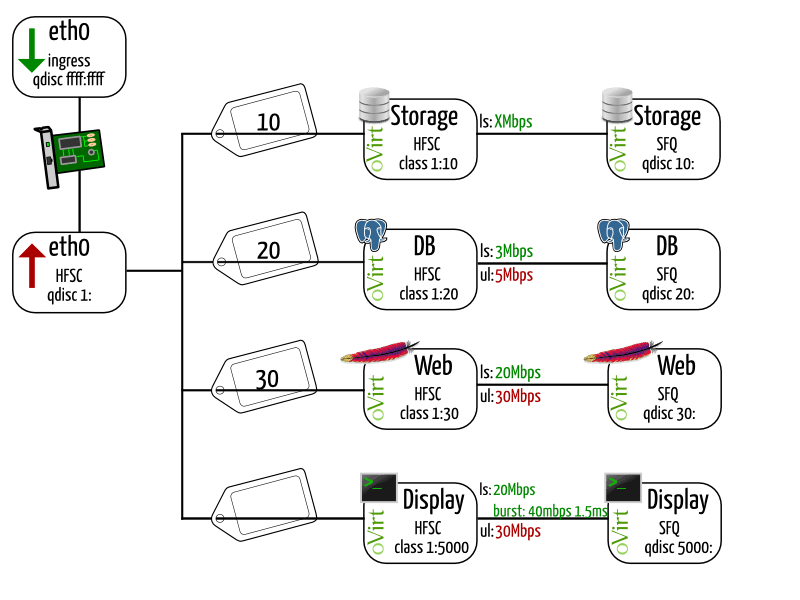 eth0
ingress
qdisc ffff:ffff
eth0
HFSC
qdisc 1:
10
oVirt
Storage
HFSC
class 1:10
ls: XMbps
oVirt
Storage
SFQ
qdisc 10:
20
oVirt
DB
HFSC
class 1:20
ls: 3Mbps
ul: 5Mbps
oVirt
DB
SFQ
qdisc 20:
30
oVirt
Web
HFSC
class 1:30
ls: 20Mbps
ul: 30Mbps
oVirt
Web
SFQ
qdisc 30:
>_
oVirt
Display
HFSC
class 1:5000
ls: 20Mbps
burst: 40mbps 1.5ms
ul: 30Mbps
>_
oVirt
Display
SFQ
qdisc 5000: